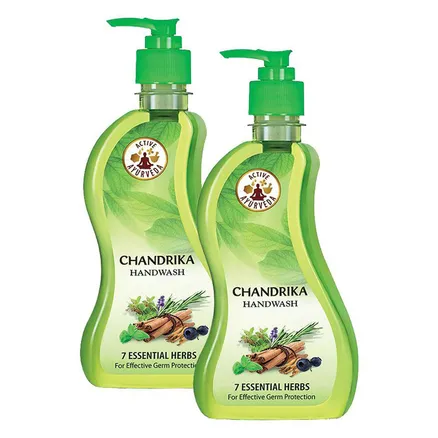 ACTIVE
AYURVEDA
CHANDRIKA
HANDWASH
7 ESSENTIAL HERBS
For Effective Germ Protection
ACTIVE
AYURVEDA
CHANDRIKA
HANDWASH
7 ESSENTIAL HERBS
For Effective Germ Protection